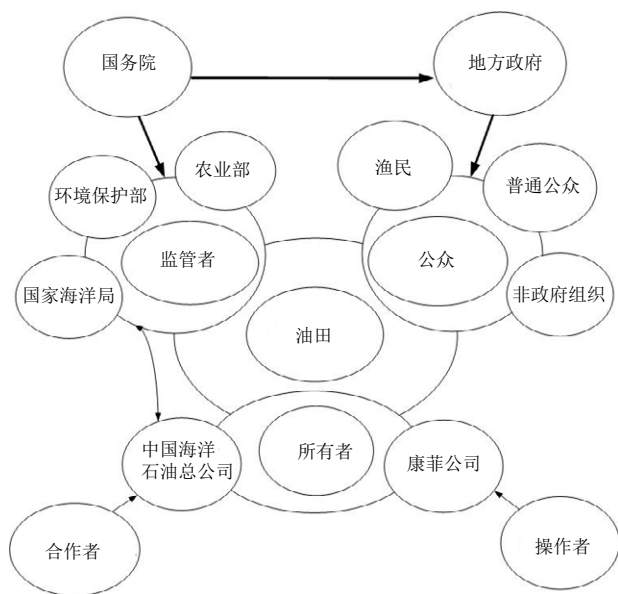 国务院
地方政府
农业部
渔民
环境保护部
普通公众
监管者
公众
国家海洋局
非政府组织
油田
中国海洋
石油总公司
所有者
康菲公司
合作者
操作者